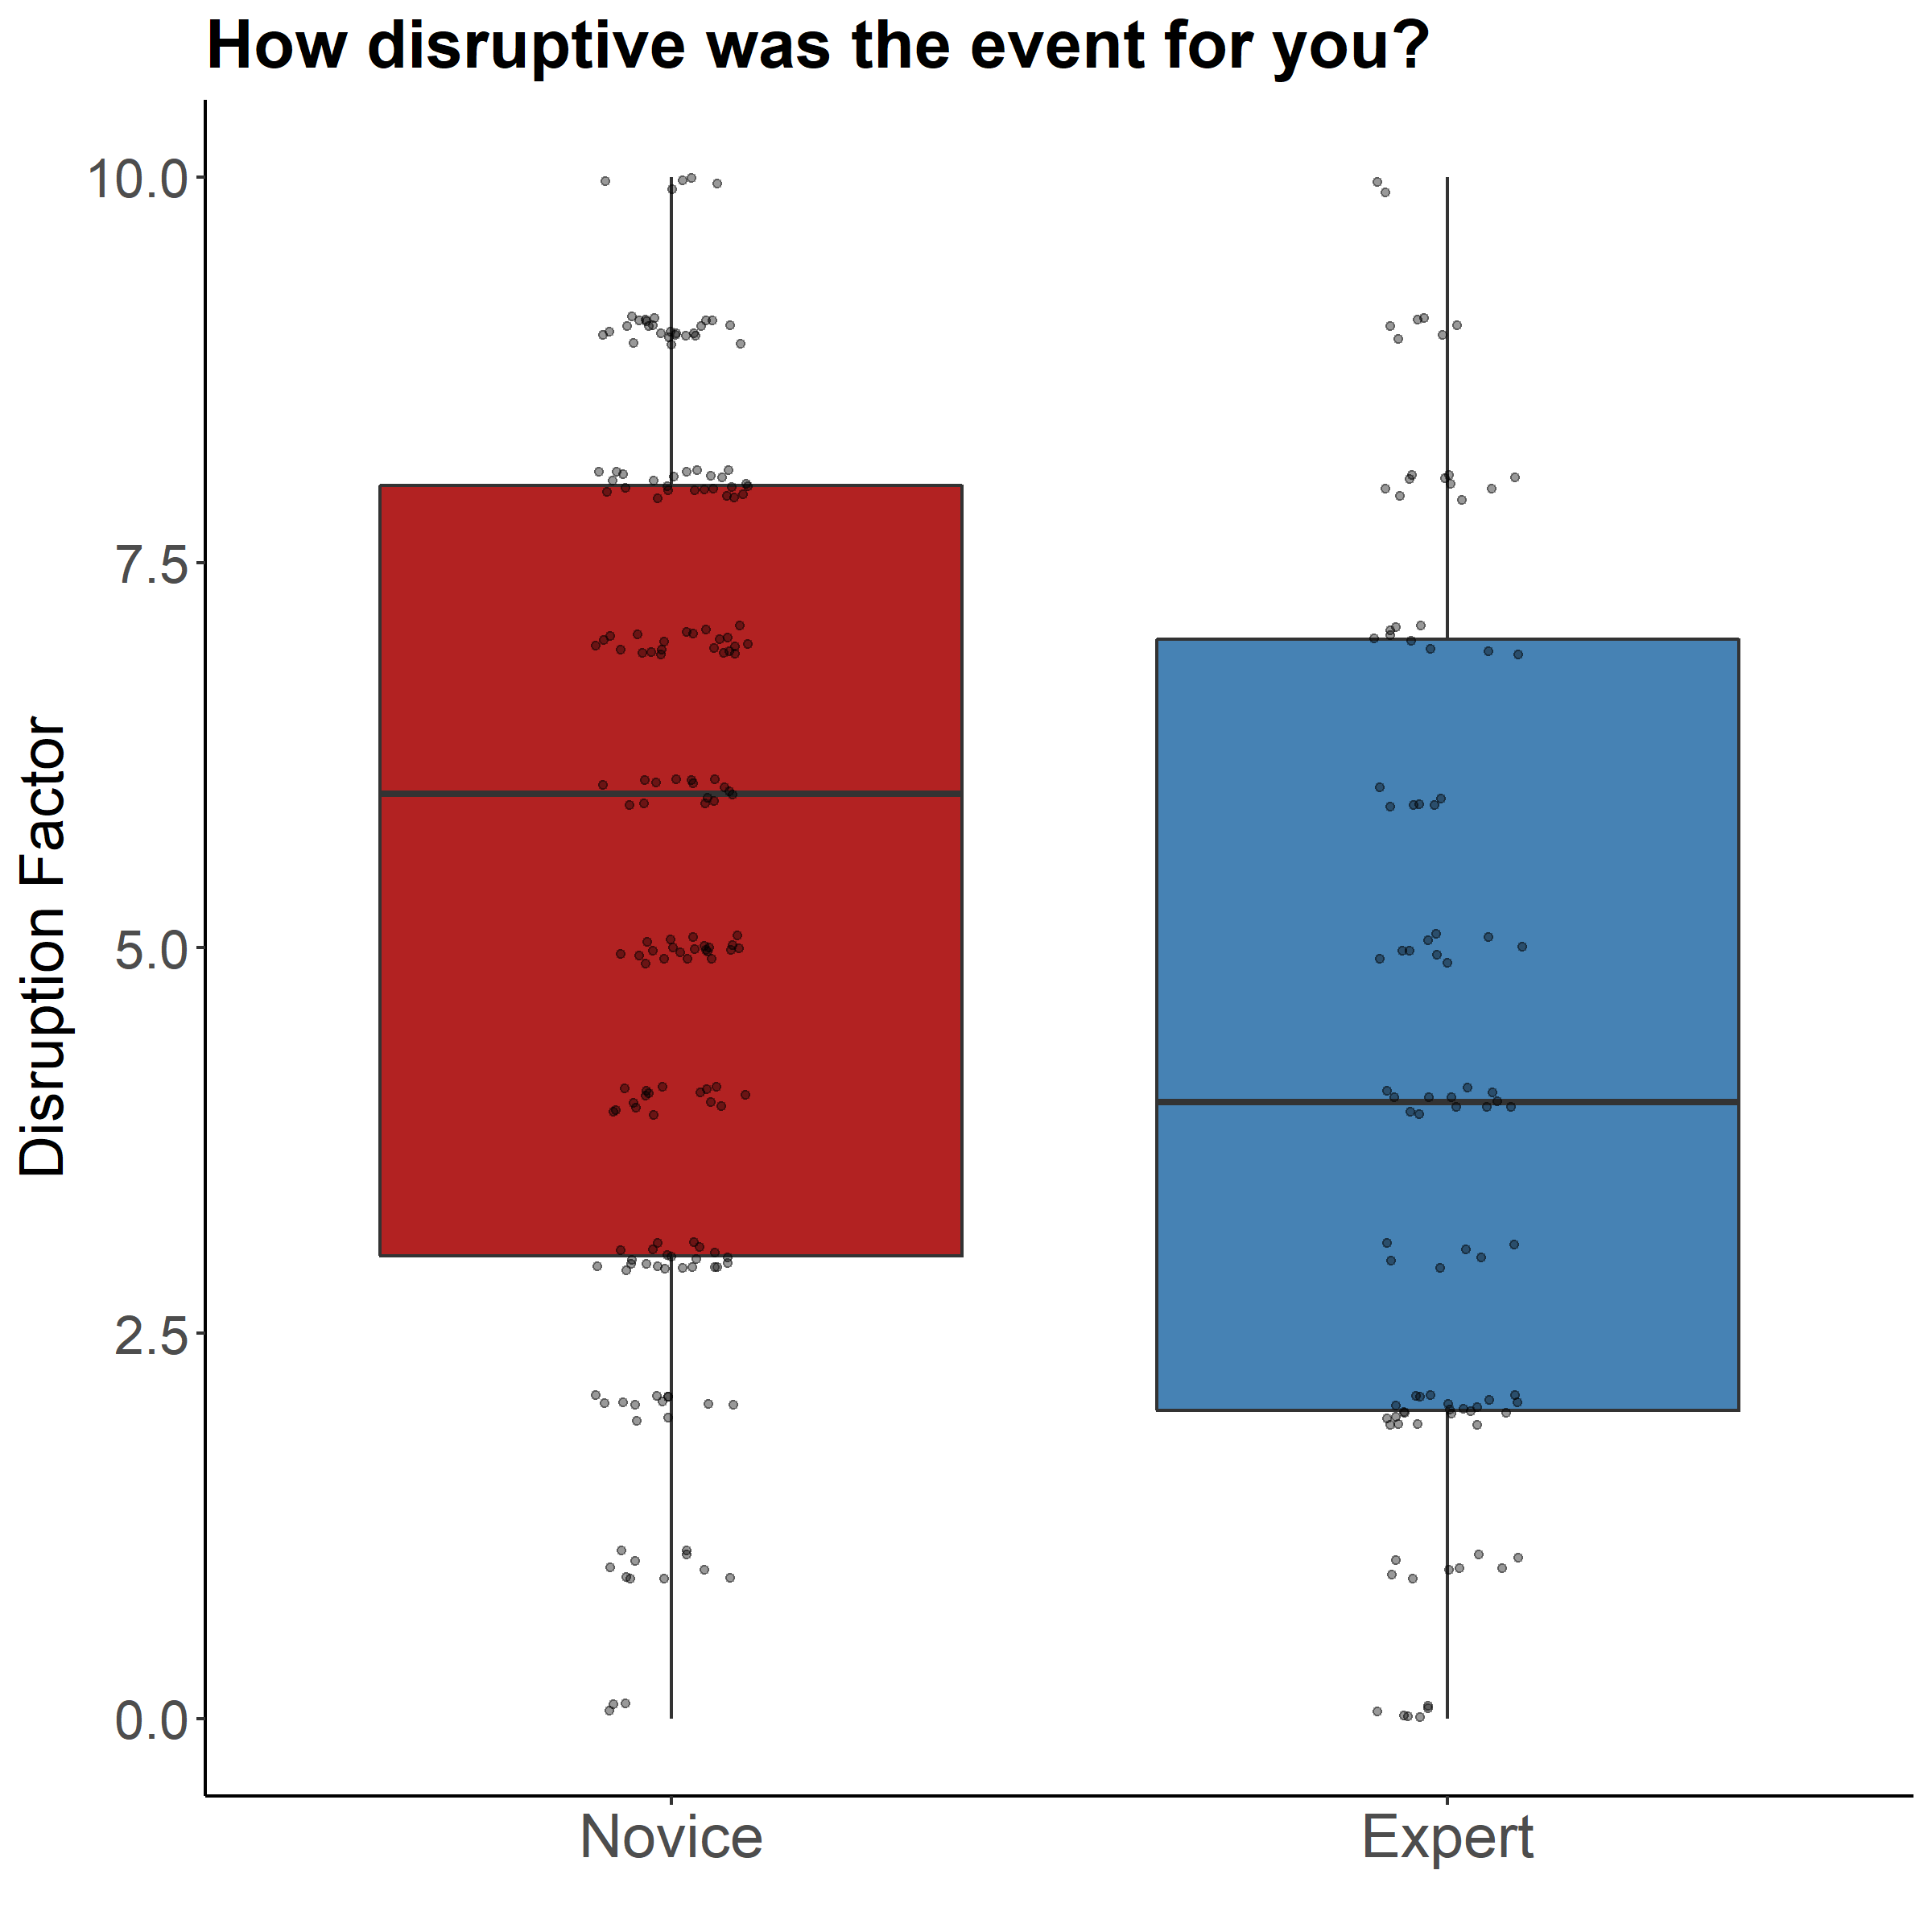 How disruptive was the event for you?
Disruption Factor
10.0
7.5
5.0
2.5
0.0
Novice
Expert